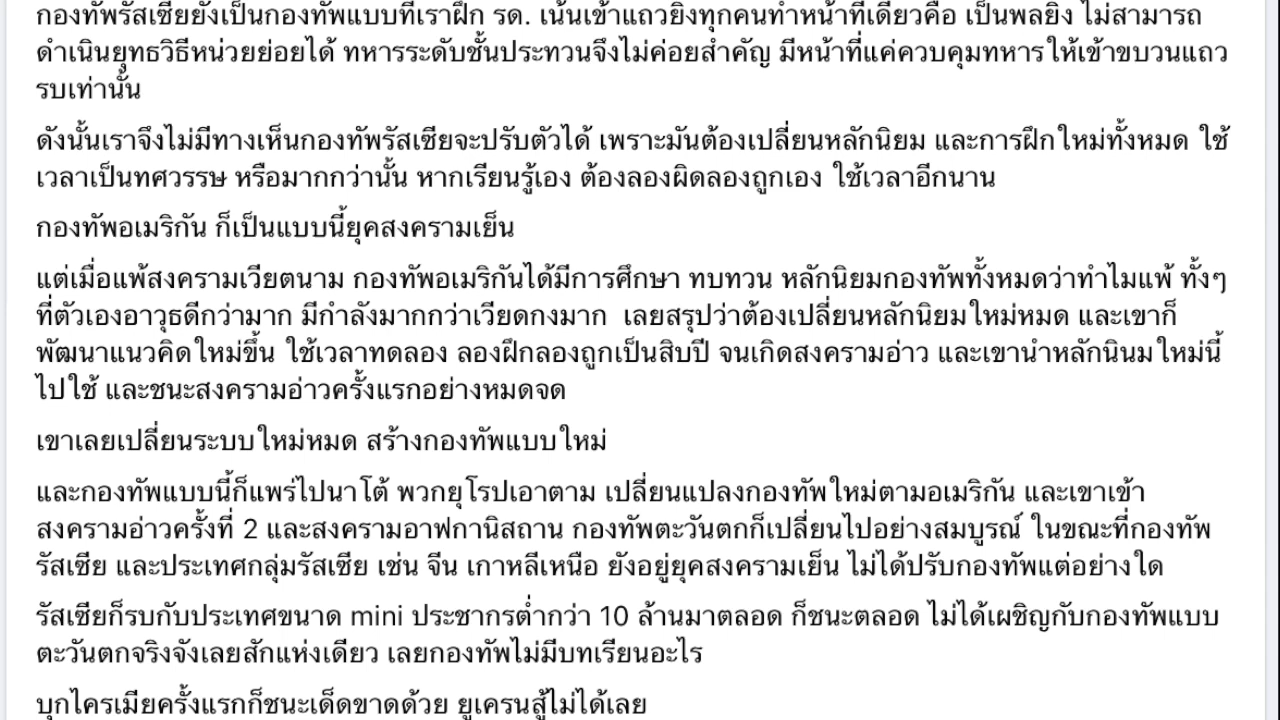 กองทัพรัสเซียยังเป็นกองทัพแบบที่เราฝึก รด. เน้นเข้าแถวยิงทุกคนทำหน้าที่เดียวคือ เป็นพลยิง ไม่สามารถ
ดำเนินยุทธวิธีหน่วยย่อยได้ ทหารระดับชั้นประทวนจึงไม่ค่อยสำคัญ มีหน้าที่แค่ควบคุมทหารให้เข้าขบวนแถว
รบเท่านั้น
ดังนั้นเราจึงไม่มีทางเห็นกองทัพรัสเซียจะปรับตัวได้ เพราะมันต้องเปลี่ยนหลักนิยม และการฝึกใหม่ทั้งหมด ใช้
เวลาเป็นทศวรรษ หรือมากกว่านั้น หากเรียนรู้เอง ต้องลองผิดลองถูกเอง ใช้เวลาอีกนาน
กองทัพอเมริกัน ก็เป็นแบบนี้ยุคสงครามเย็น
แต่เมื่อแพ้สงครามเวียตนาม กองทัพอเมริกันได้มีการศึกษา ทบทวน หลักนิยมกองทัพทั้งหมดว่าทำไมแพ้ ทั้งๆ
ที่ตัวเองอาวุธดีกว่ามาก มีกำลังมากกว่าเวียดกงมาก เลยสรุปว่าต้องเปลี่ยนหลักนิยมใหม่หมด และเขาก็
พัฒนาแนวคิดใหม่ขึ้น ใช้เวลาทดลอง ลองฝึกลองถูกเป็นสิบปี จนเกิดสงครามอ่าว และเขานำหลักนินมใหม่นี้
ไปใช้ และชนะสงครามอ่าวครั้งแรกอย่างหมดจด
เขาเลยเปลี่ยนระบบใหม่หมด สร้างกองทัพแบบใหม่
และกองทัพแบบนี้ก็แพร่ไปนาโต้ พวกยุโรปเอาตาม เปลี่ยนแปลงกองทัพใหม่ตามอเมริกัน และเขาเข้า
สงครามอ่าวครั้งที่ 2 และสงครามอาฟกานิสถาน กองทัพตะวันตกก็เปลี่ยนไปอย่างสมบูรณ์ ในขณะที่กองทัพ
รัสเซีย และประเทศกลุ่มรัสเซีย เช่น จีน เกาหลีเหนือ ยังอยู่ยุคสงครามเย็น ไม่ได้ปรับกองทัพแต่อย่างใด
รัสเซียก็รบกับประเทศขนาด mini ประชากรต่ำกว่า 10 ล้านมาตลอด ก็ชนะตลอด ไม่ได้เผชิญกับกองทัพแบบ
ตะวันตกจริงจังเลยสักแห่งเดียว เลยกองทัพไม่มีบทเรียนอะไร
บุกไครเมียครั้งแรกก็ชนะเด็ดขาดด้วย ยูเครนสู้ไม่ได้เลย